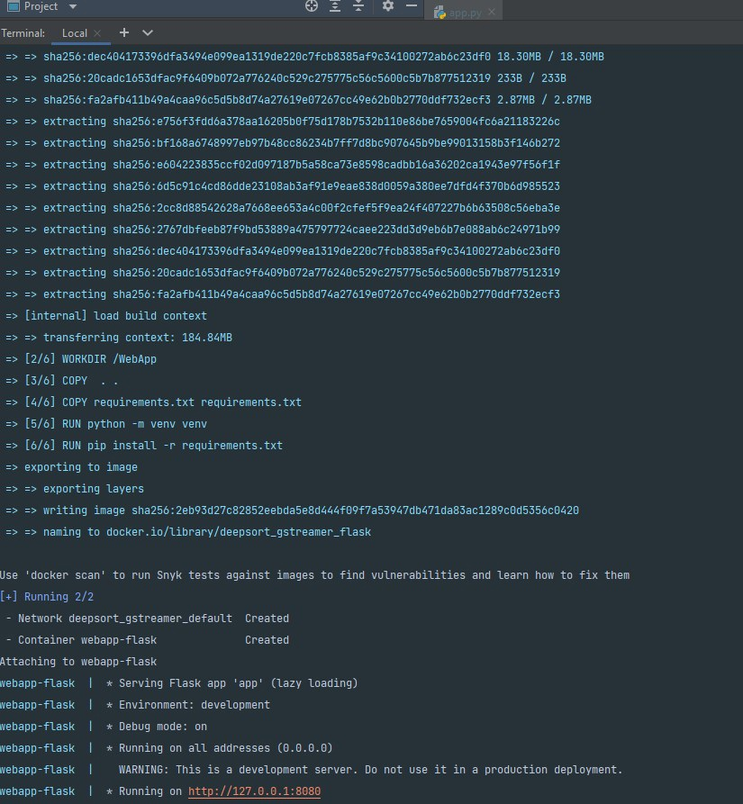 Project
app.py
Terminal: Local
=> => sha256:dec404173396dfa3494e099ea1319de220c7fcb8385af9c34100272ab6c23df0 18.30MB / 18.30MB
=> => sha256:20cadc1653dfac9f6409b072a776240c529c275775c56c5600c5b7b877512319 233B / 233B
=> => sha256:fa2afb411b49a4caa96c5d5b8d74a27619e07267cc49e62b0b2770ddf732ecf3 2.87MB / 2.87MB
=> => extracting sha256:e756f3fdd6a378aa16205b0f75d178b7532b110e86be7659004fc6a21183226c
=> => extracting sha256:bf168a6748997eb97b48cc86234b7ff7d8bc907645b9eb99013158b3f146b272
=> => extracting sha256:e604223835ccf02d097187b5a58ca73e8598cadbb16a36202ca1943e97f56f1f
=> => extracting sha256:6d5c91c4cd86dde23108ab3af91e9eae838d0059a380ee7dfd4f370b6d985523
=> => extracting sha256:2cc8d88542628a7668ee653a4c00f2cfef5f9ea24f407227b6b63508c56eba3e
=> => extracting sha256:2767dbfeeb87f9bd53889a475797724caee223dd3d9eb6b7e088ab6c24971b99
=> => extracting sha256:dec404173396dfa3494e099ea1319de220c7fcb8385af9c34100272ab6c23df0
=> => extracting sha256:20cadc1653dfac9f6409b072a776240c529c275775c56c5600c5b7b877512319
=> => extracting sha256:fa2afb411b49a4caa96c5d5b8d74a27619e07267cc49e62b0b2770ddf732ecf3
=> [internal] load build context
=> => transferring context: 184.84MB
=> [2/6] WORKDIR /WebApp
=> [3/6] COPY  . .
=> [4/6] COPY requirements.txt requirements.txt
=> [5/6] RUN python -m venv venv
=> [6/6] RUN pip install -r requirements.txt
=> exporting to image
=> => exporting layers
=> => writing image sha256:2eb93d27c82852eebda5e8d444f09f7a53947db471da83ac1289c0d5356c0420
=> => naming to docker.io/library/deepsort_gstreamer_flask
Use 'docker scan' to run Snyk tests against images to find vulnerabilities and learn how to fix them
[+] Running 2/2
- Network deepsort_gstreamer_default  Created
- Container webapp-flask              Created
Attaching to webapp-flask
webapp-flask  |  * Serving Flask app 'app' (lazy loading)
webapp-flask  |  * Environment: development
webapp-flask  |  * Debug mode: on
webapp-flask  |  * Running on all addresses (0.0.0.0)
webapp-flask  |    WARNING: This is a development server. Do not use it in a production deployment.
webapp-flask  |  * Running on http://127.0.0.1:8080